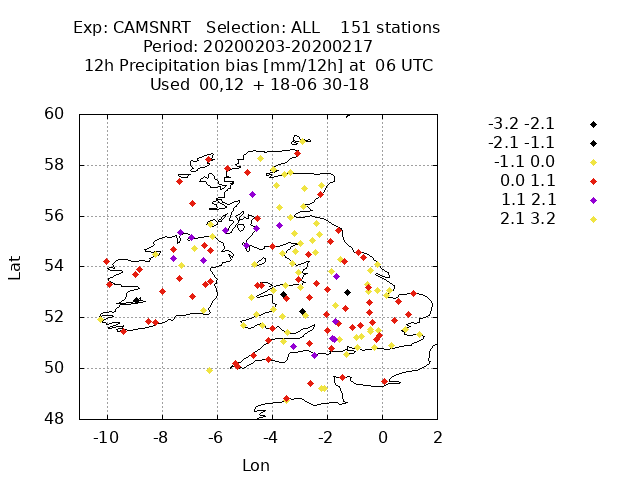 Exp: CAMSNRT   Selection: ALL    151 stations
Period: 20200203-20200217
12h Precipitation bias [mm/12h] at  06 UTC
Used  00,12  + 18-06 30-18
-3.2 -2.1
-2.1 -1.1
-1.1 0.0
0.0 1.1
1.1 2.1
2.1 3.2
Lat
60
58
56
54
52
50
48
-10 -8 -6 -4 -2 0 2
Lon